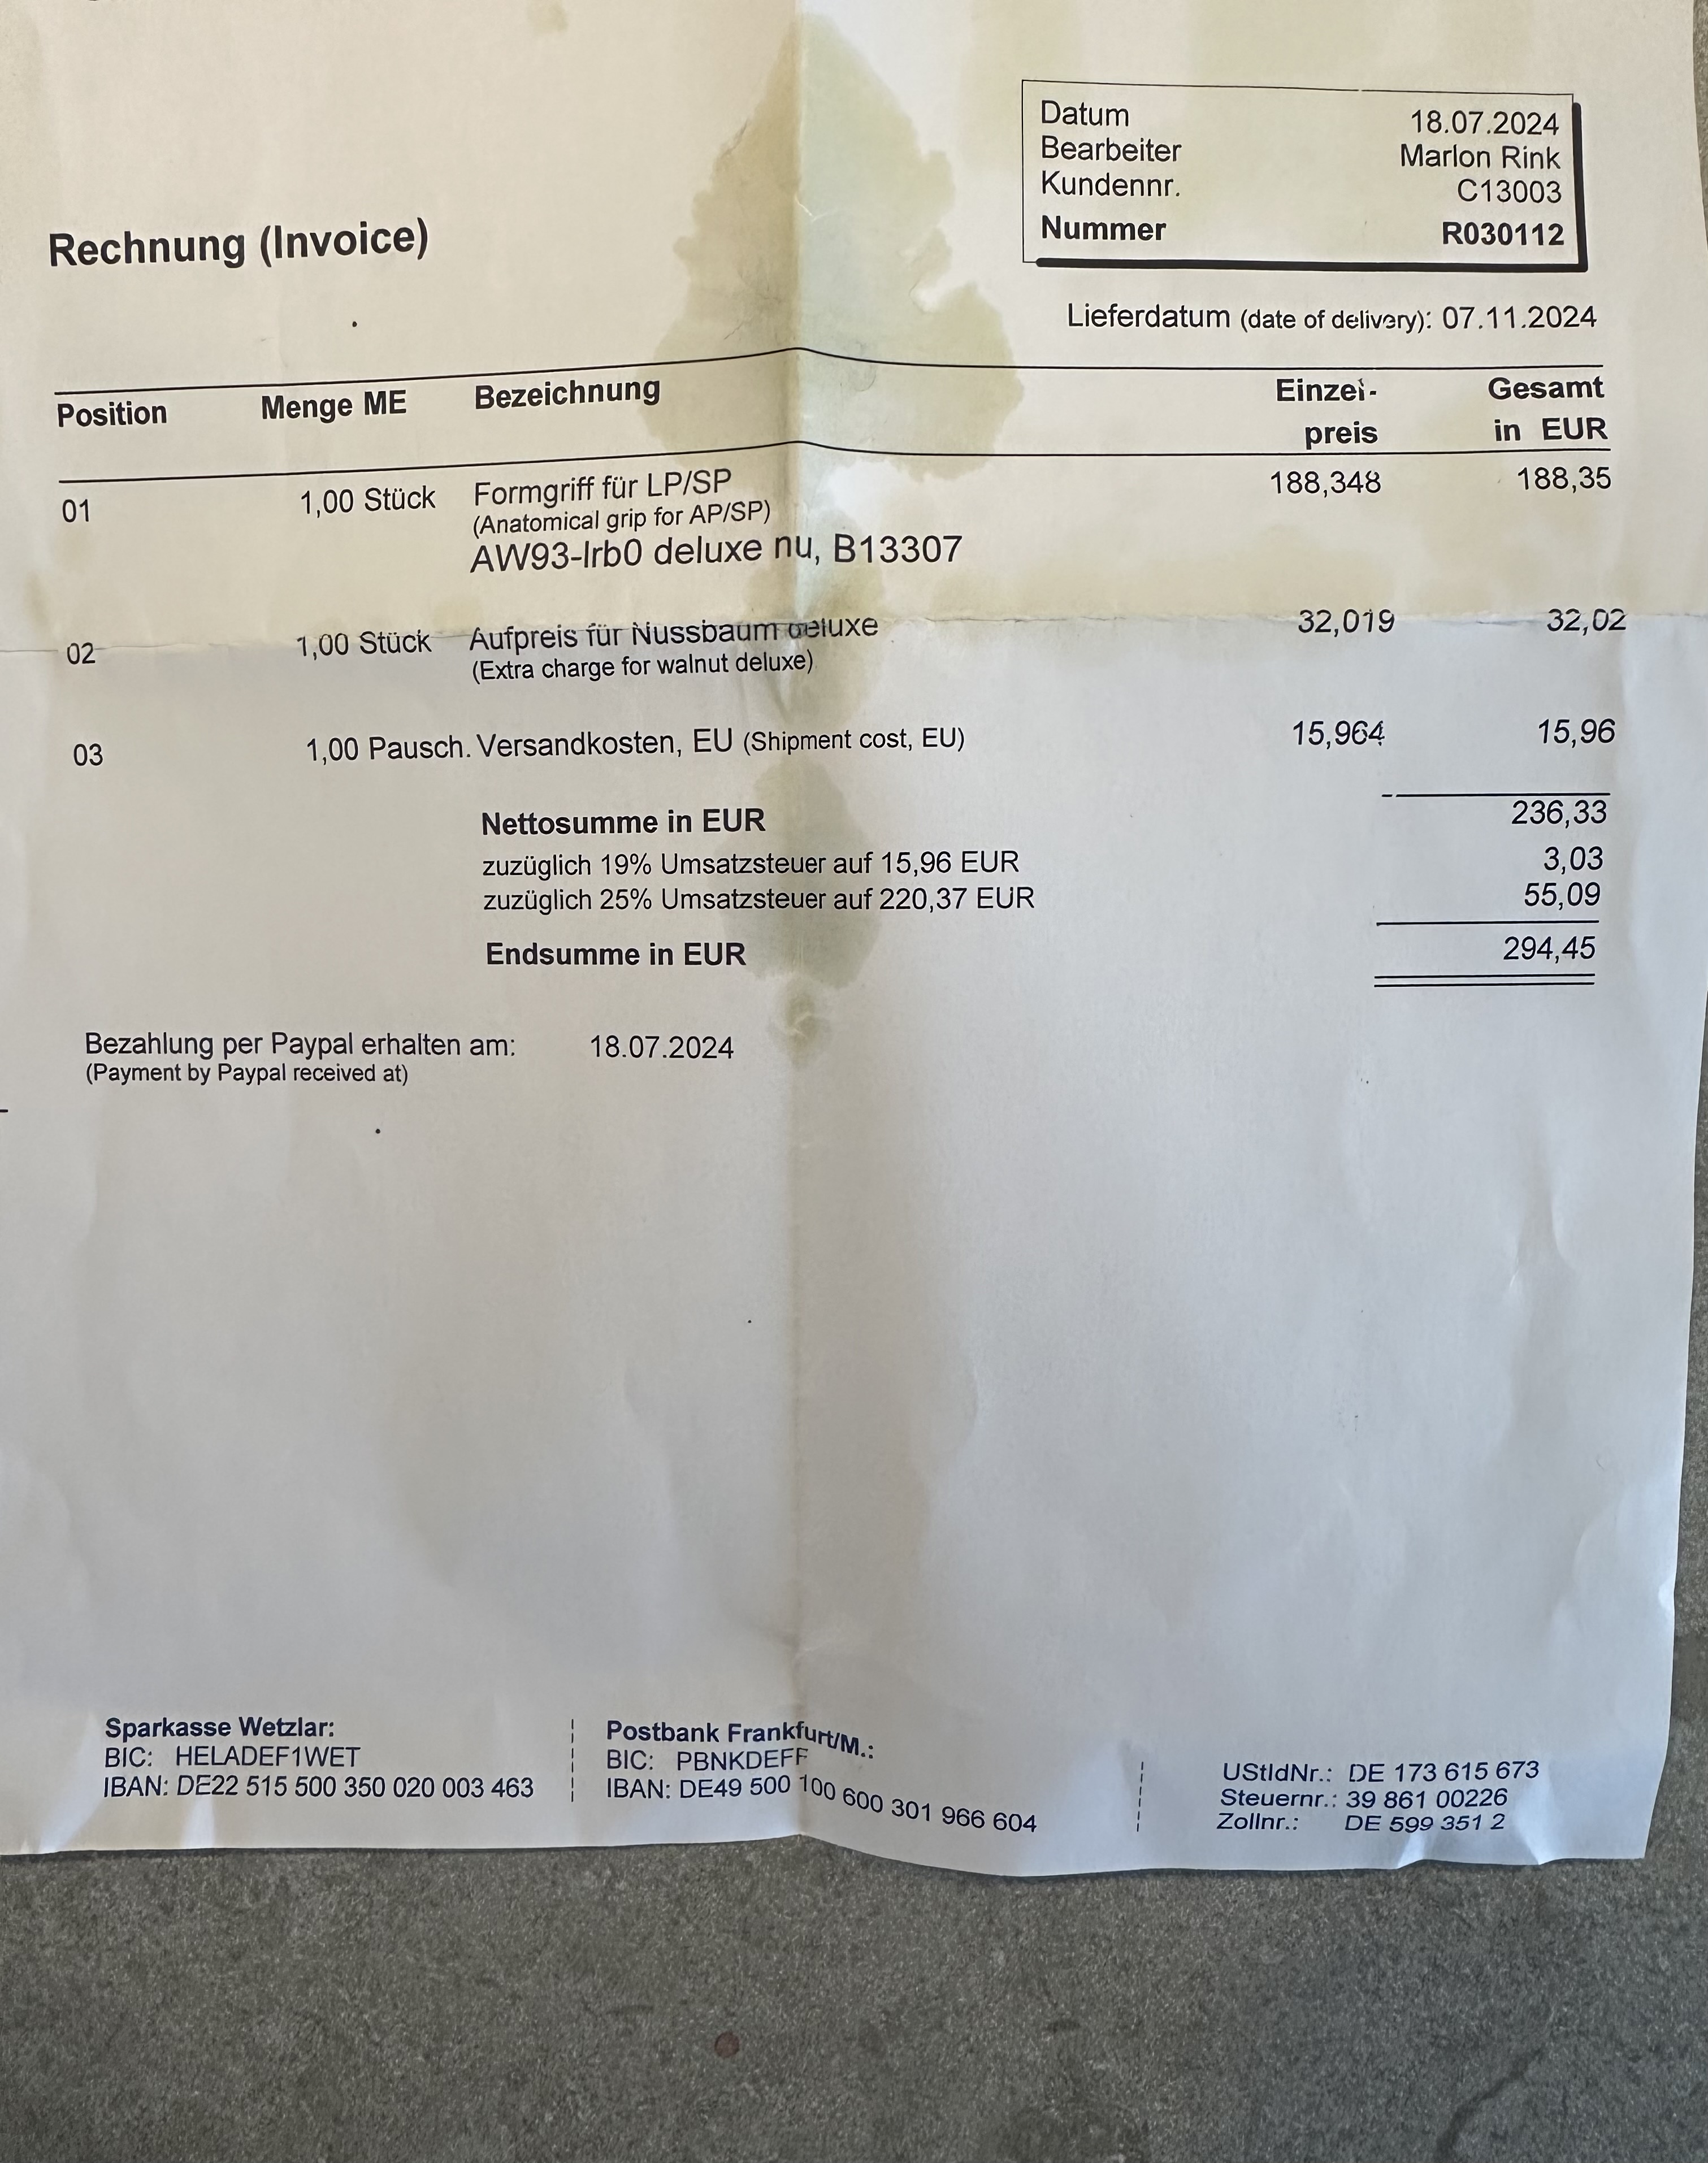 Datum 18.07.2024
Bearbeiter Marlon Rink
Kundennr. C13003
Nummer R030112
Rechnung (Invoice)
Lieferdatum (date of delivery): 07.11.2024
Position Menge ME Bezeichnung Einzel- Gesamt
preis in EUR
01 1,00 Stück Formgriff für LP/SP 188,348 188,35
(Anatomical grip for AP/SP)
AW93-lrb0 deluxe nu, B13307
02 1,00 Stück Aufpreis für Nussbaum deluxe 32,019 32,02
(Extra charge for walnut deluxe)
03 1,00 Pausch. Versandkosten, EU (Shipment cost, EU) 15,964 15,96
Nettosumme in EUR 236,33
zuzüglich 19% Umsatzsteuer auf 15,96 EUR 3,03
zuzüglich 25% Umsatzsteuer auf 220,37 EUR 55,09
Endsumme in EUR 294,45
Bezahlung per Paypal erhalten am: 18.07.2024
(Payment by Paypal received at)
Sparkasse Wetzlar:
BIC: HELADEF1WET
IBAN: DE22 515 500 350 020 003 463
Postbank Frankfurt/M.:
BIC: PBNKDEFF
IBAN: DE49 500 100 600 301 966 604
UStIdNr.: DE 173 615 673
Steuernr.: 39 861 00226
Zollnr.: DE 599 351 2